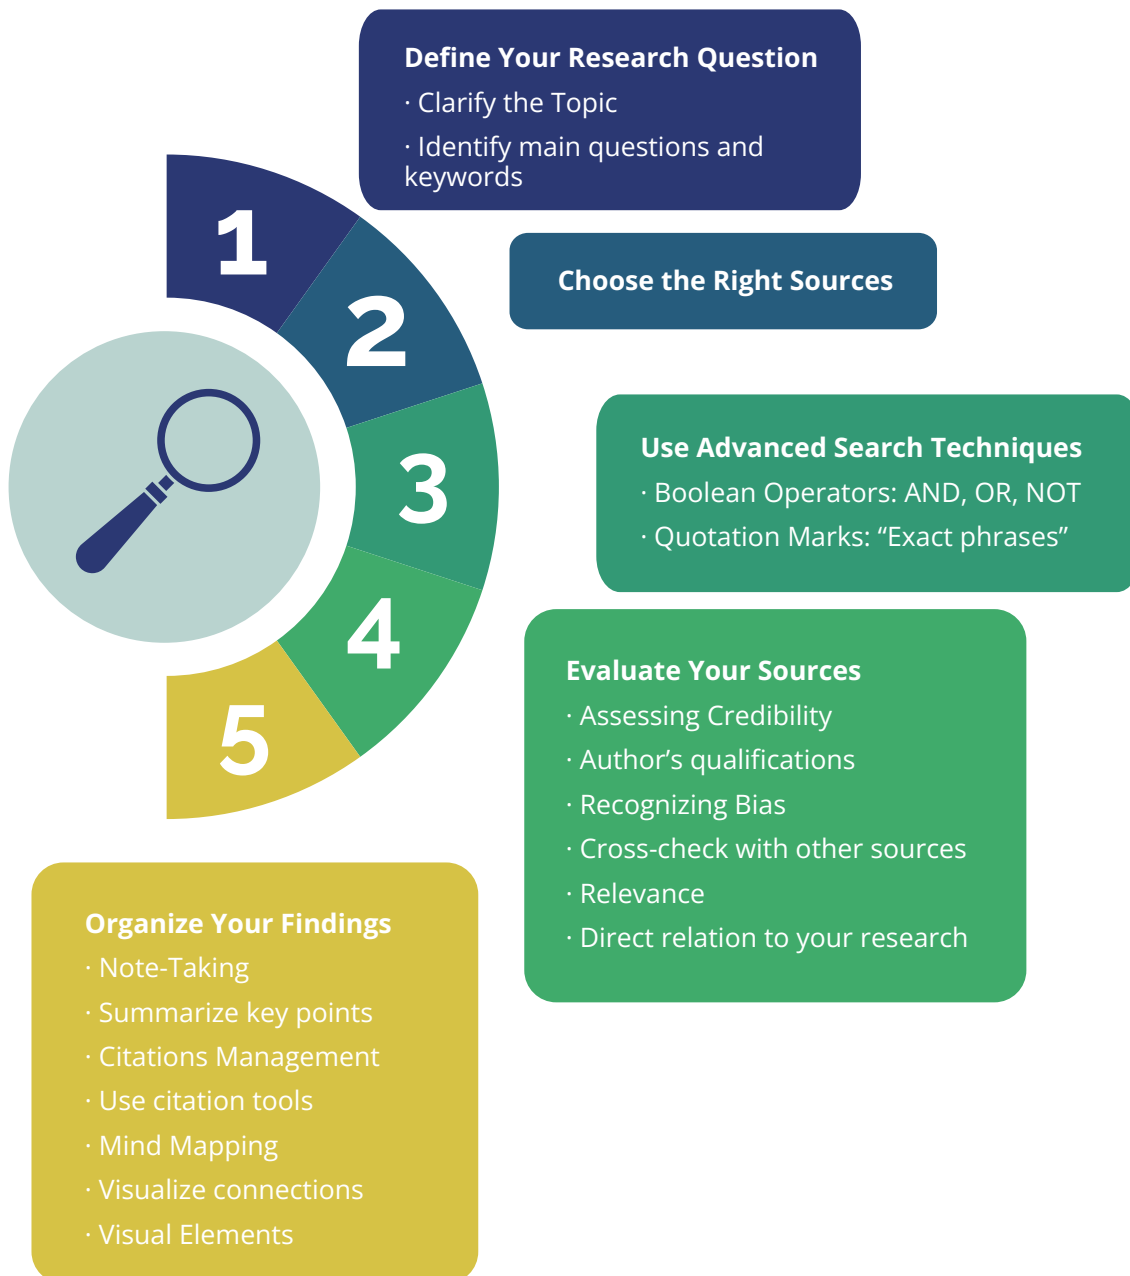 Define Your Research Question
· Clarify the Topic
· Identify main questions and
keywords
1
Choose the Right Sources
2
Use Advanced Search Techniques
· Boolean Operators: AND, OR, NOT
· Quotation Marks: “Exact phrases”
3
Evaluate Your Sources
· Assessing Credibility
· Author’s qualifications
· Recognizing Bias
· Cross-check with other sources
· Relevance
· Direct relation to your research
4
5
Organize Your Findings
· Note-Taking
· Summarize key points
· Citations Management
· Use citation tools
· Mind Mapping
· Visualize connections
· Visual Elements